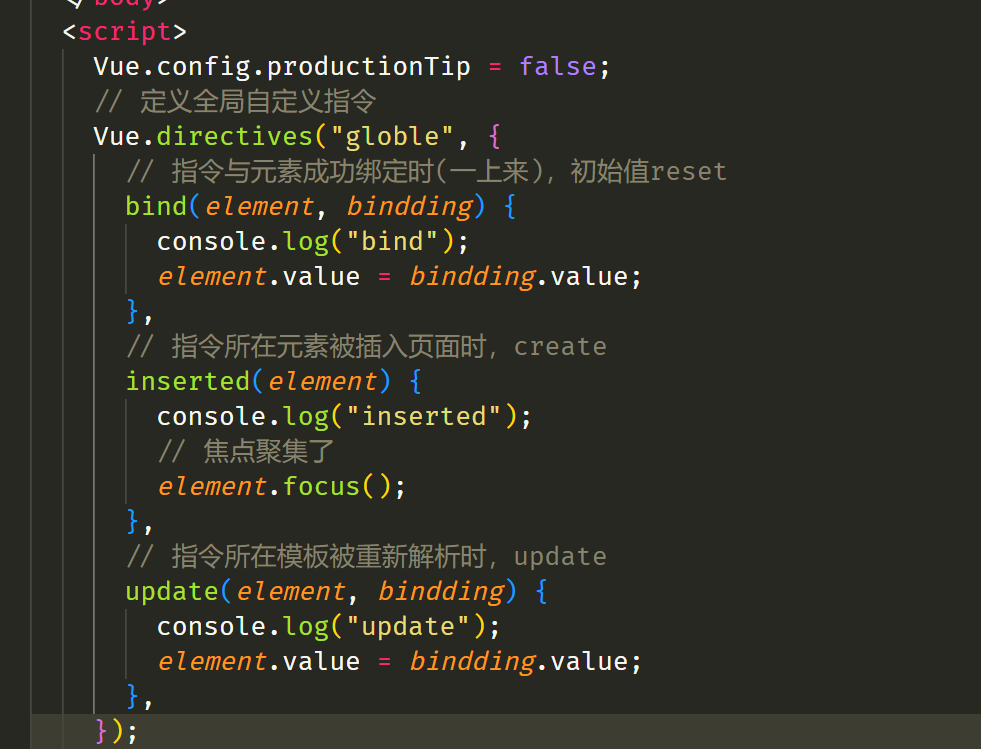 </body>
<script>
Vue.config.productionTip = false;
// 定义全局自定义指令
Vue.directives("globle", {
// 指令与元素成功绑定时(一上来)，初始值reset
bind(element, bindding) {
console.log("bind");
element.value = bindding.value;
},
// 指令所在元素被插入页面时，create
inserted(element) {
console.log("inserted");
// 焦点聚集了
element.focus();
},
// 指令所在模板被重新解析时，update
update(element, bindding) {
console.log("update");
element.value = bindding.value;
},
});